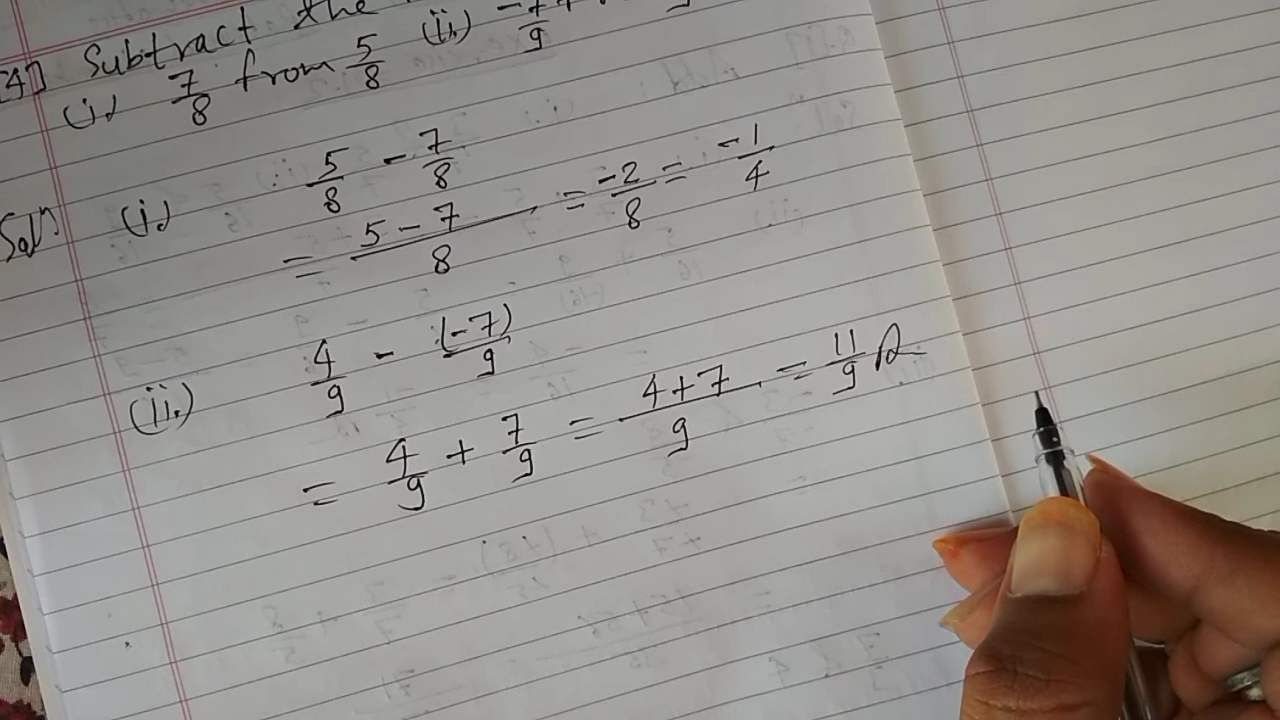 [4] Subtract the
(i.) 7/8 from 5/8 (ii.) -7/9
Solⁿ (i.) 5/8 - 7/8
= (5 - 7)/8 = -2/8 = -1/4
(ii.) 4/9 - (-7)/9
= 4/9 + 7/9 = (4+7)/9 = 11/9